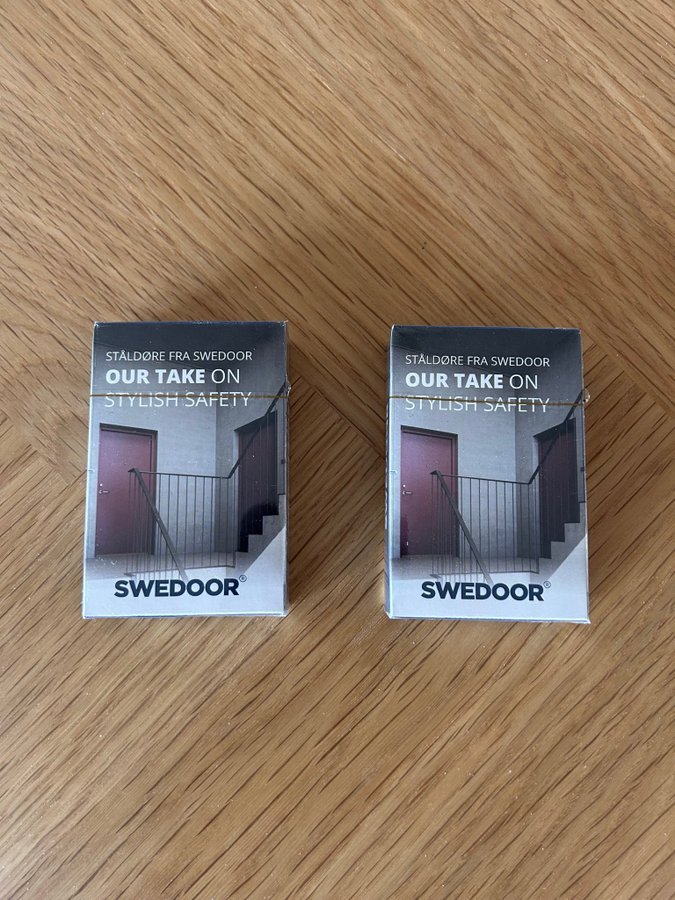 STÅLDØRE FRA SWEDOOR
OUR TAKE ON
STYLISH SAFETY
SWEDOOR®
STÅLDØRE FRA SWEDOOR
OUR TAKE ON
STYLISH SAFETY
SWEDOOR®